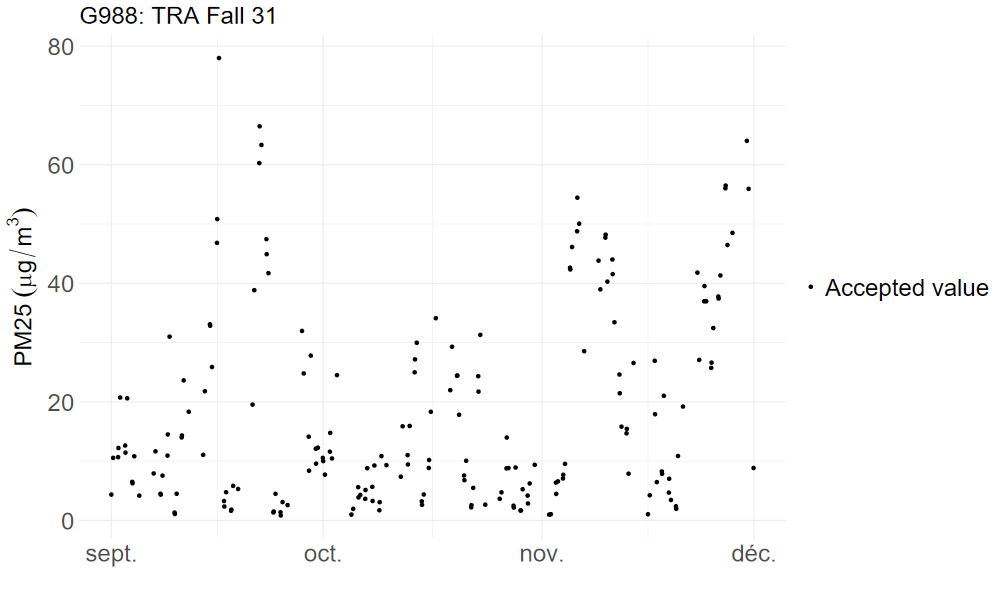 G988: TRA Fall 31
80
60
40
20
0
PM25 (μg/m³)
sept. oct. nov. déc.
Accepted value